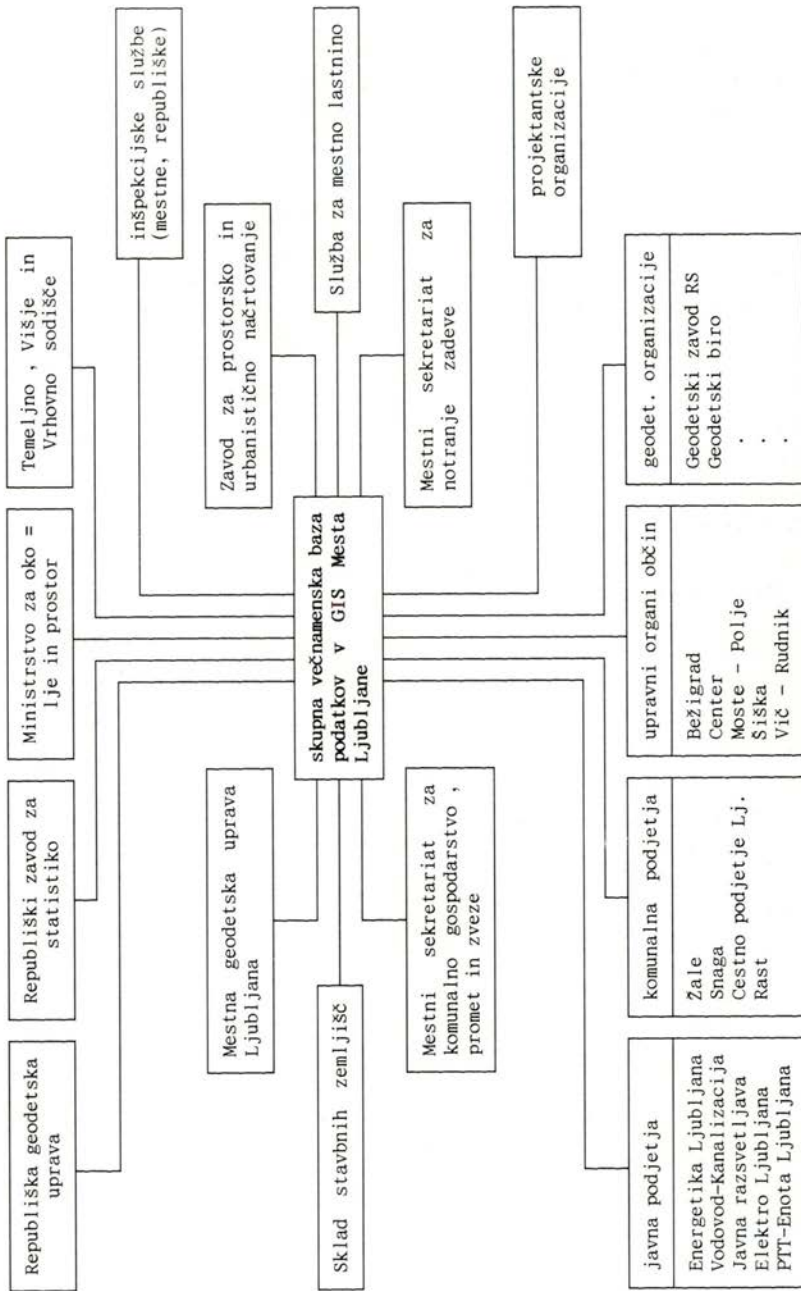 Republiška geodetska
uprava
Republiški zavod za
statistiko
Ministrstvo za oko =
lje in prostor
Temeljno , Višje in
Vrhovno sodišče
inšpekcijske službe
(mestne, republiške)
Mestna geodetska uprava
Ljubljana
Zavod za prostorsko in
urbanistično načrtovanje
Sklad stavbnih zemljišč
skupna večnamenska baza
podatkov v GIS Mesta
Ljubljane
Služba za mestno lastnino
Mestni sekretariat za
komunalno gospodarstvo ,
promet in zveze
Mestni sekretariat za
notranje zadeve
projektantske
organizacije
javna podjetja
Energetika Ljubljana
Vodovod-Kanalizacija
Javna razsvetljava
Elektro Ljubljana
PTT-Enota Ljubljana
komunalna podjetja
Žale
Snaga
Cestno podjetje Lj.
Rast
upravni organi občin
Bežigrad
Center
Moste - Polje
Šiška
Vič - Rudnik
geodet. organizacije
Geodetski zavod RS
Geodetski biro
.
.
.